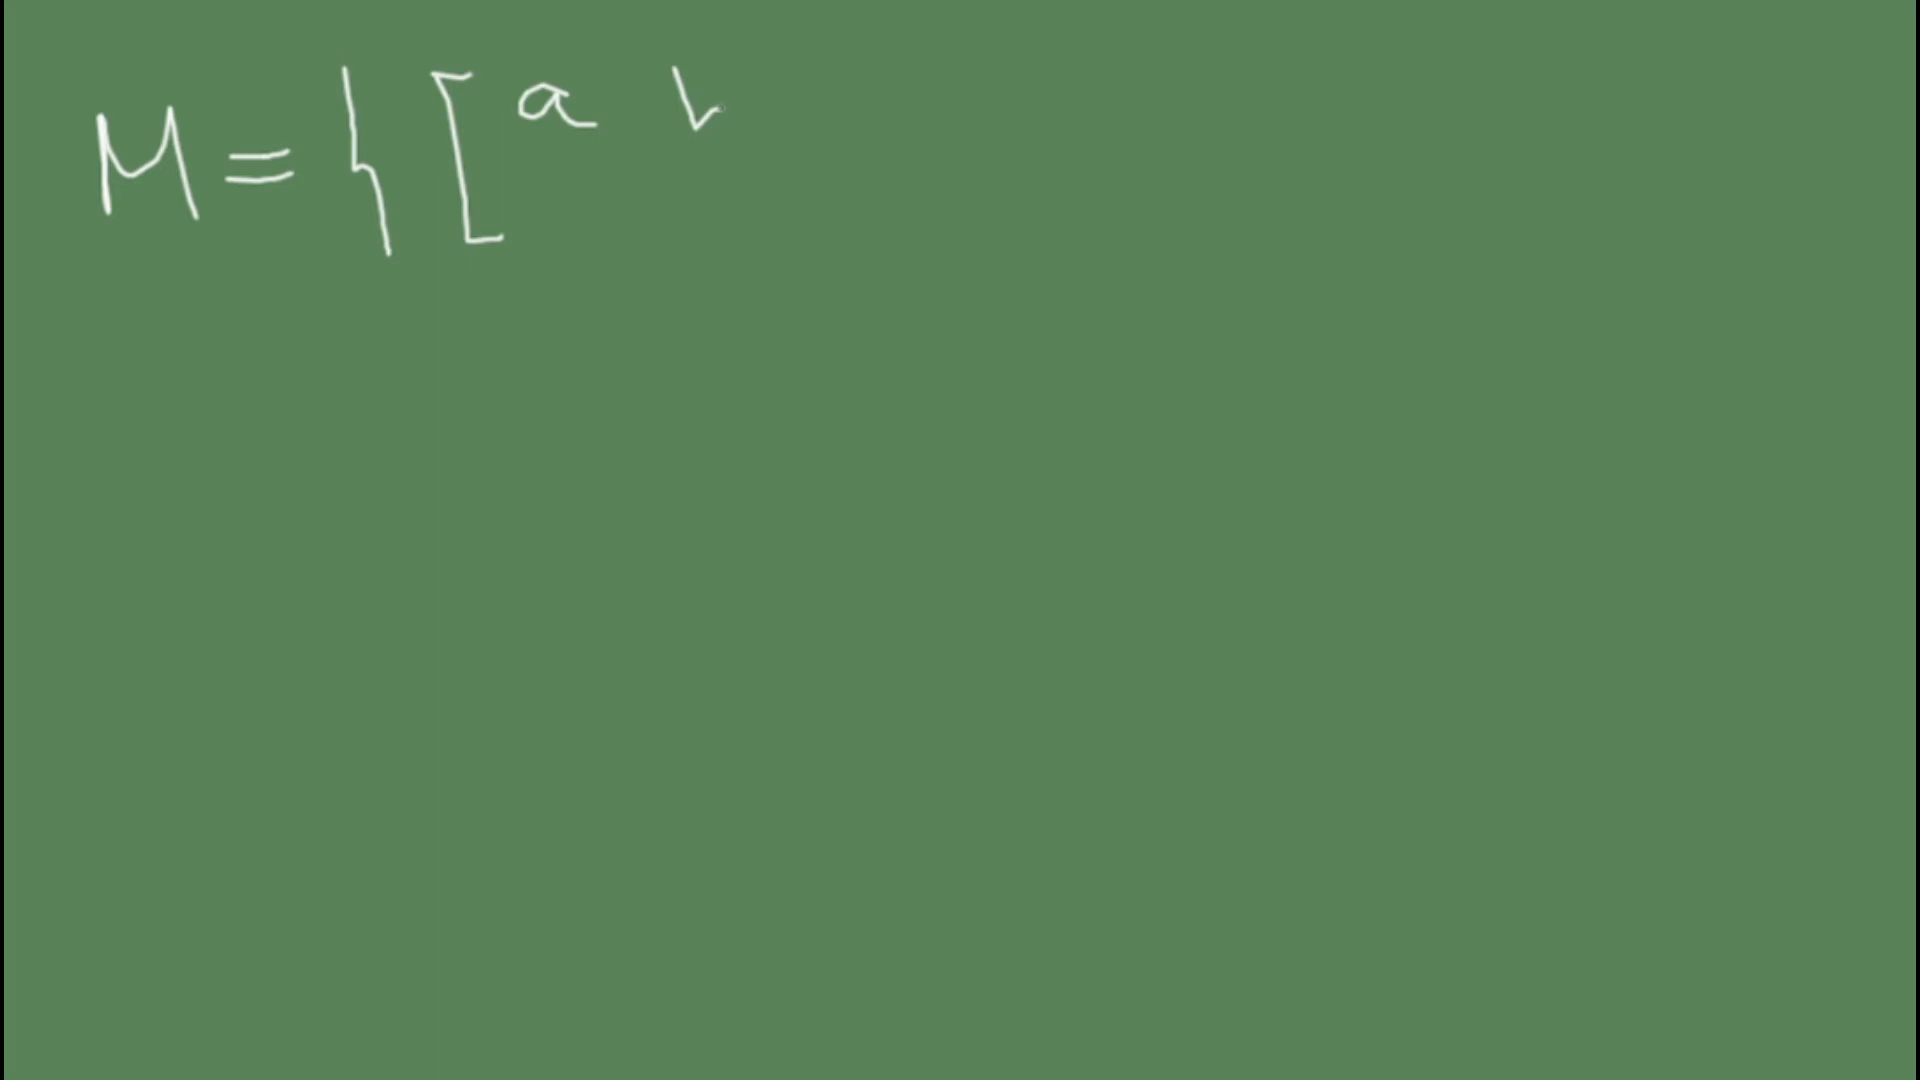 M = { [ a